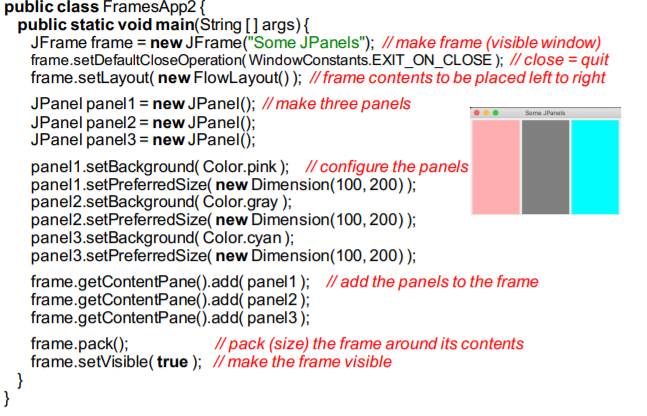 public class FramesApp2 {
public static void main(String [ ] args) {
JFrame frame = new JFrame("Some JPanels"); // make frame (visible window)
frame.setDefaultCloseOperation( WindowConstants.EXIT_ON_CLOSE ); // close = quit
frame.setLayout( new FlowLayout() ); // frame contents to be placed left to right
JPanel panel1 = new JPanel(); // make three panels
JPanel panel2 = new JPanel();
JPanel panel3 = new JPanel();
Some JPanels
panel1.setBackground( Color.pink ); // configure the panels
panel1.setPreferredSize( new Dimension(100, 200) );
panel2.setBackground( Color.gray );
panel2.setPreferredSize( new Dimension(100, 200) );
panel3.setBackground( Color.cyan );
panel3.setPreferredSize( new Dimension(100, 200) );
frame.getContentPane().add( panel1 ); // add the panels to the frame
frame.getContentPane().add( panel2 );
frame.getContentPane().add( panel3 );
frame.pack(); // pack (size) the frame around its contents
frame.setVisible( true ); // make the frame visible
}
}